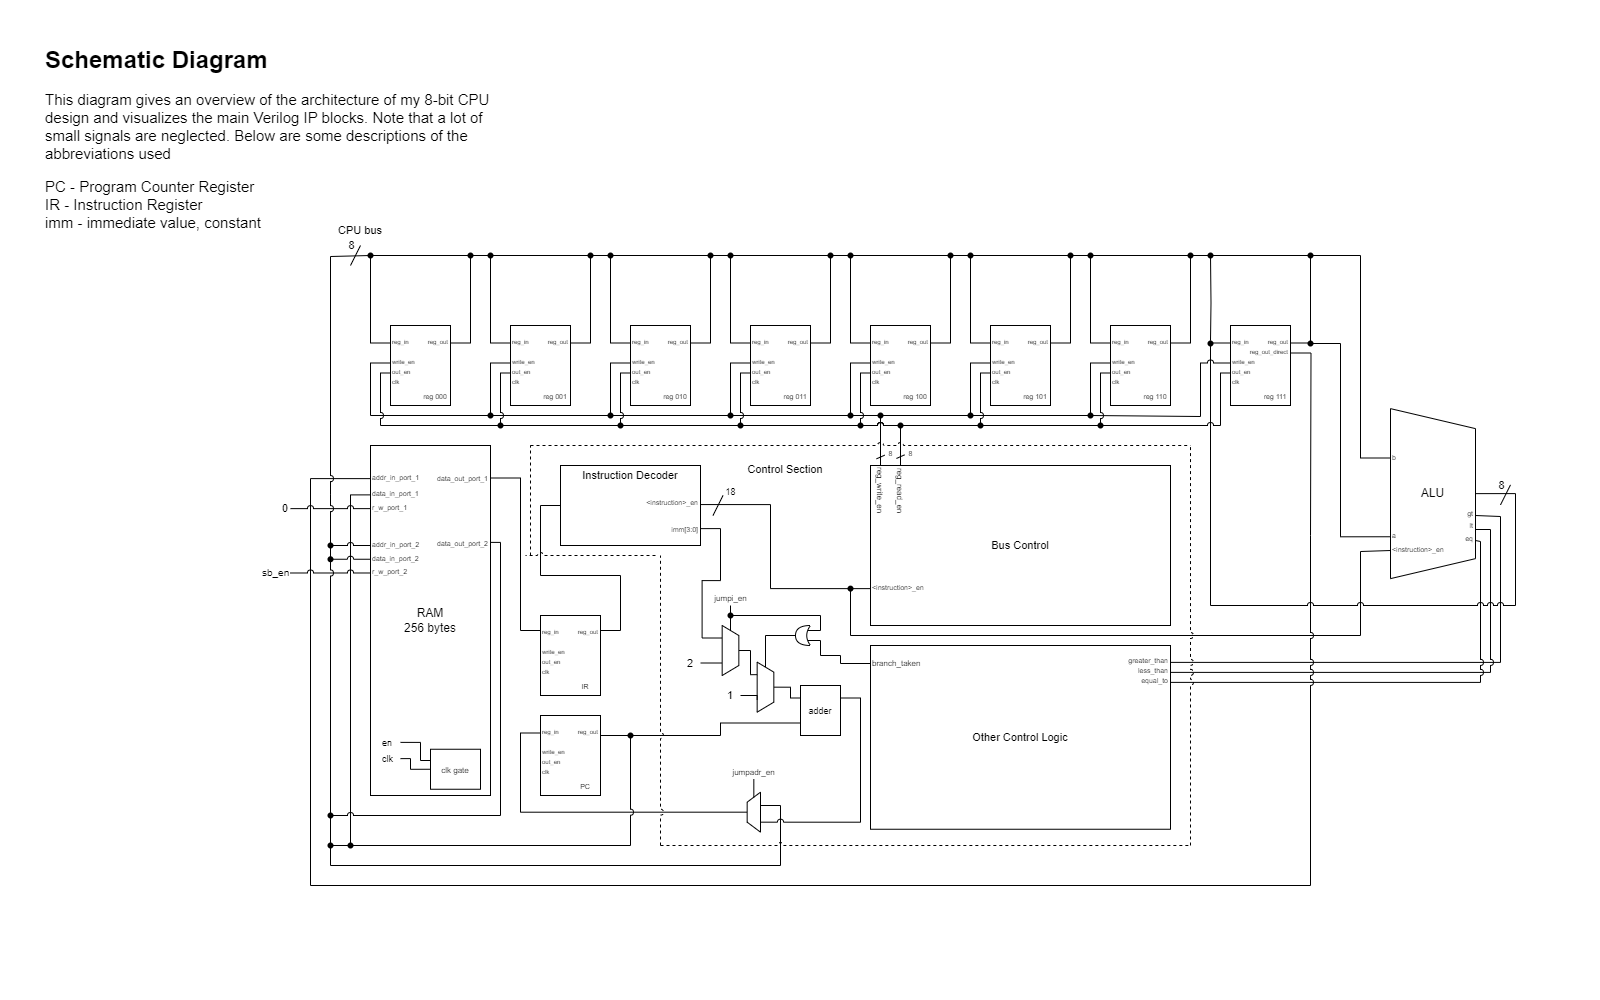 Schematic Diagram
This diagram gives an overview of the architecture of my 8-bit CPU
design and visualizes the main Verilog IP blocks. Note that a lot of
small signals are neglected. Below are some descriptions of the
abbreviations used
PC - Program Counter Register
IR - Instruction Register
imm - immediate value, constant
CPU bus
8
reg_in reg_out
write_en
out_en
clk
reg 000
reg_in reg_out
write_en
out_en
clk
reg 001
reg_in reg_out
write_en
out_en
clk
reg 010
reg_in reg_out
write_en
out_en
clk
reg 011
reg_in reg_out
write_en
out_en
clk
reg 100
reg_in reg_out
write_en
out_en
clk
reg 101
reg_in reg_out
write_en
out_en
clk
reg 110
reg_in reg_out
reg_out_direct
write_en
out_en
clk
reg 111
addr_in_port_1 data_out_port_1
data_in_port_1
0 r_w_port_1
addr_in_port_2 data_out_port_2
data_in_port_2
sb_en r_w_port_2
RAM
256 bytes
en
clk
clk gate
Instruction Decoder
<instruction>_en
imm[3:0]
18
Control Section
8 8
reg_write_en
reg_read_en
Bus Control
<instruction>_en
b
ALU
8
gt
lt
eq
a
<instruction>_en
reg_in reg_out
write_en
out_en
clk
IR
jumpi_en
2
1
adder
branch_taken
greater_than
less_than
equal_to
Other Control Logic
reg_in reg_out
write_en
out_en
clk
PC
jumpadr_en